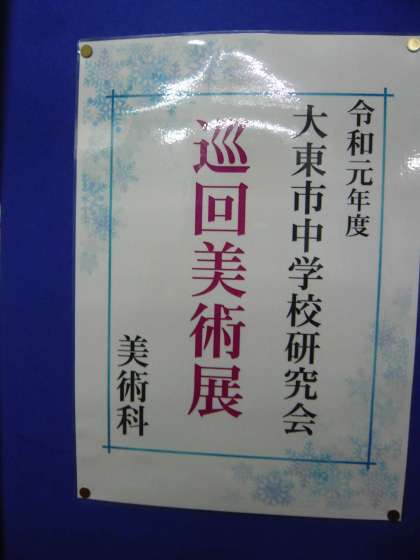 令和元年度
大東市中学校研究会
巡回美術展
美術科